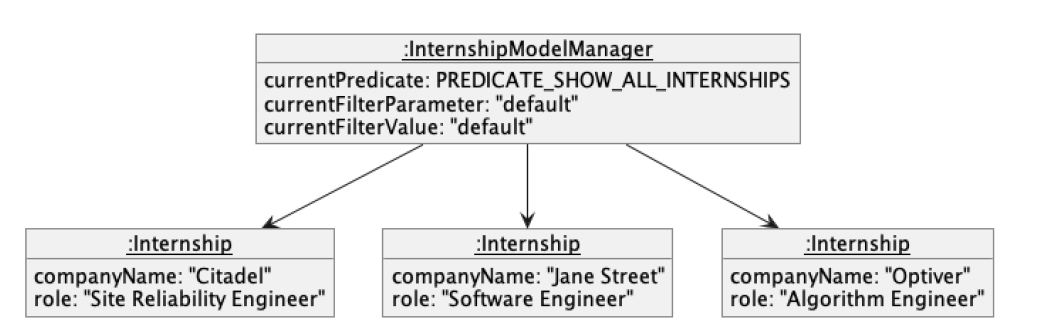 :InternshipModelManager
currentPredicate: PREDICATE_SHOW_ALL_INTERNSHIPS
currentFilterParameter: "default"
currentFilterValue: "default"
:Internship
companyName: "Citadel"
role: "Site Reliability Engineer"
:Internship
companyName: "Jane Street"
role: "Software Engineer"
:Internship
companyName: "Optiver"
role: "Algorithm Engineer"